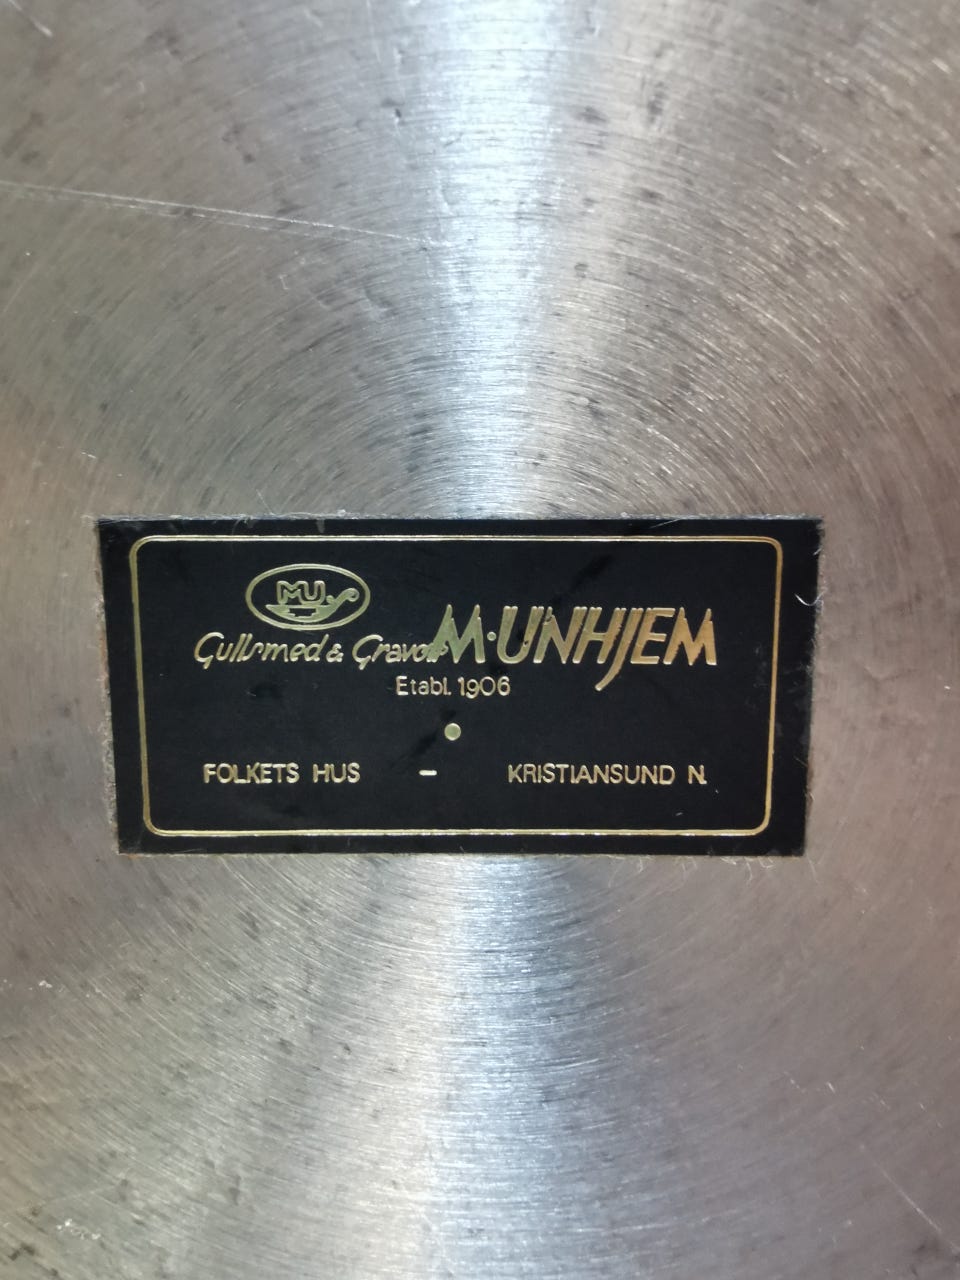 MU
Gullsmed & Gravør M·UNHJEM
Etabl. 1906
FOLKETS HUS - KRISTIANSUND N.